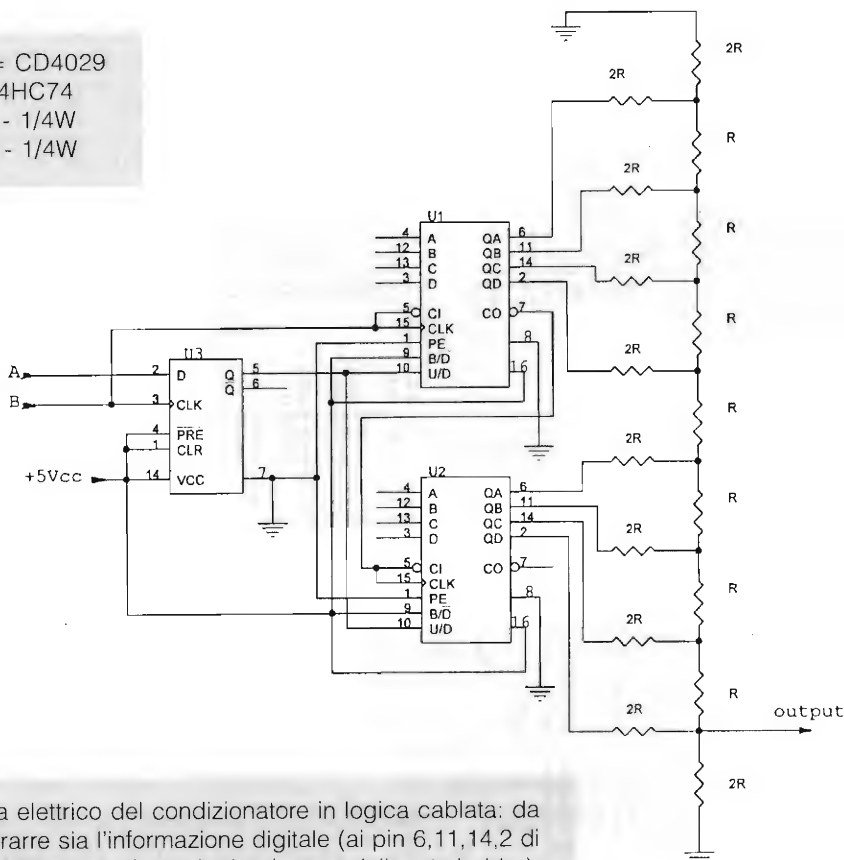 = CD4029
4HC74
- 1/4W
- 1/4W
2R
2R
R
2R
R
2R
R
2R
R
2R
R
2R
R
2R
R
2R
R
output
2R
U1
4 A QA 6
12 B QB 11
13 C QC 14
3 D QD 2
5 CI CO 7
15 CLK
1 PE 8
9 B/D
10 U/D 16
U3
A 2 D Q 5
Q 6
B 3 CLK
4 PRE
1 CLR
+5Vcc 14 VCC 7
U2
4 A QA 6
12 B QB 11
13 C QC 14
3 D QD 2
5 CI CO 7
15 CLK
1 PE 8
9 B/D
10 U/D 16
a elettrico del condizionatore in logica cablata: da
rarre sia l'informazione digitale (ai pin 6,11,14,2 di